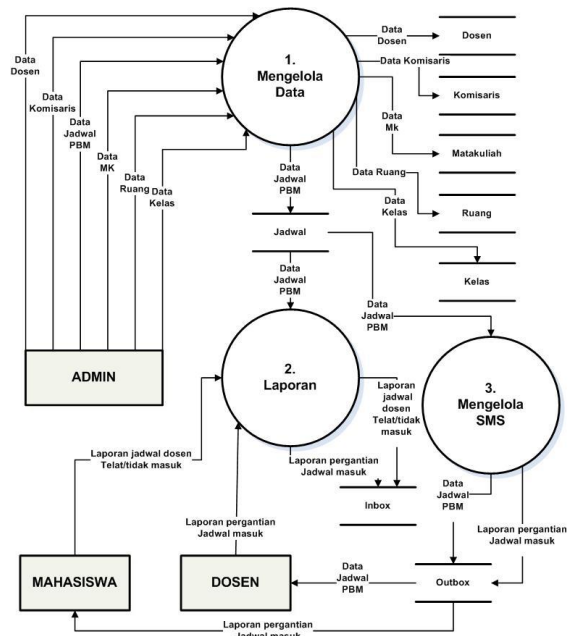 Data
Dosen
Data
Komisaris
Data
Jadwal
PBM
Data
MK
Data
Ruang
Data
Kelas
1.
Mengelola
Data
Data
Dosen
Dosen
Data Komisaris
Komisaris
Data
Mk
Matakuliah
Data Ruang
Ruang
Data
Kelas
Kelas
Data
Jadwal
PBM
Jadwal
Data
Jadwal
PBM
Data
Jadwal
PBM
ADMIN
2.
Laporan
3.
Mengelola
SMS
Laporan
jadwal
dosen
Telat/tidak
masuk
Laporan jadwal dosen
Telat/tidak masuk
Laporan pergantian
Jadwal masuk
Inbox
Data
Jadwal
PBM
Laporan pergantian
Jadwal masuk
Laporan pergantian
Jadwal masuk
MAHASISWA
DOSEN
Data
Jadwal
PBM
Outbox
Laporan pergantian
Jadwal masuk